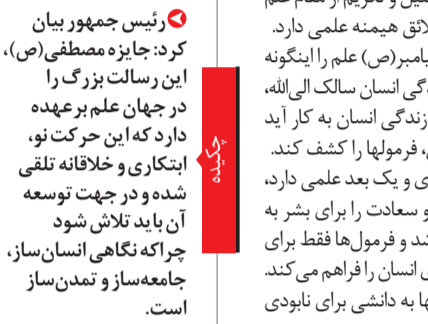 رئیس جمهور بیان
کرد: جایزه مصطفی(ص)،
این رسالت بزرگ را
در جهان علم برعهده
دارد که این حرکت نو،
ابتکاری و خلاقانه تلقی
شده و در جهت توسعه
آن باید تلاش شود
چراکه نگاهی انسان‌ساز،
جامعه‌ساز و تمدن‌ساز
است.
چکیده
لائق هیمنه علمی دارد.
یامبر(ص) علم را اینگونه
دگی انسان سالک الی‌الله،
زندگی انسان به کار آید
، فرمولها را کشف کند.
ی و یک بعد علمی دارد،
و سعادت را برای بشر به
شد و فرمول‌ها فقط برای
ی انسان را فراهم می‌کند.
ها به دانشی برای نابودی